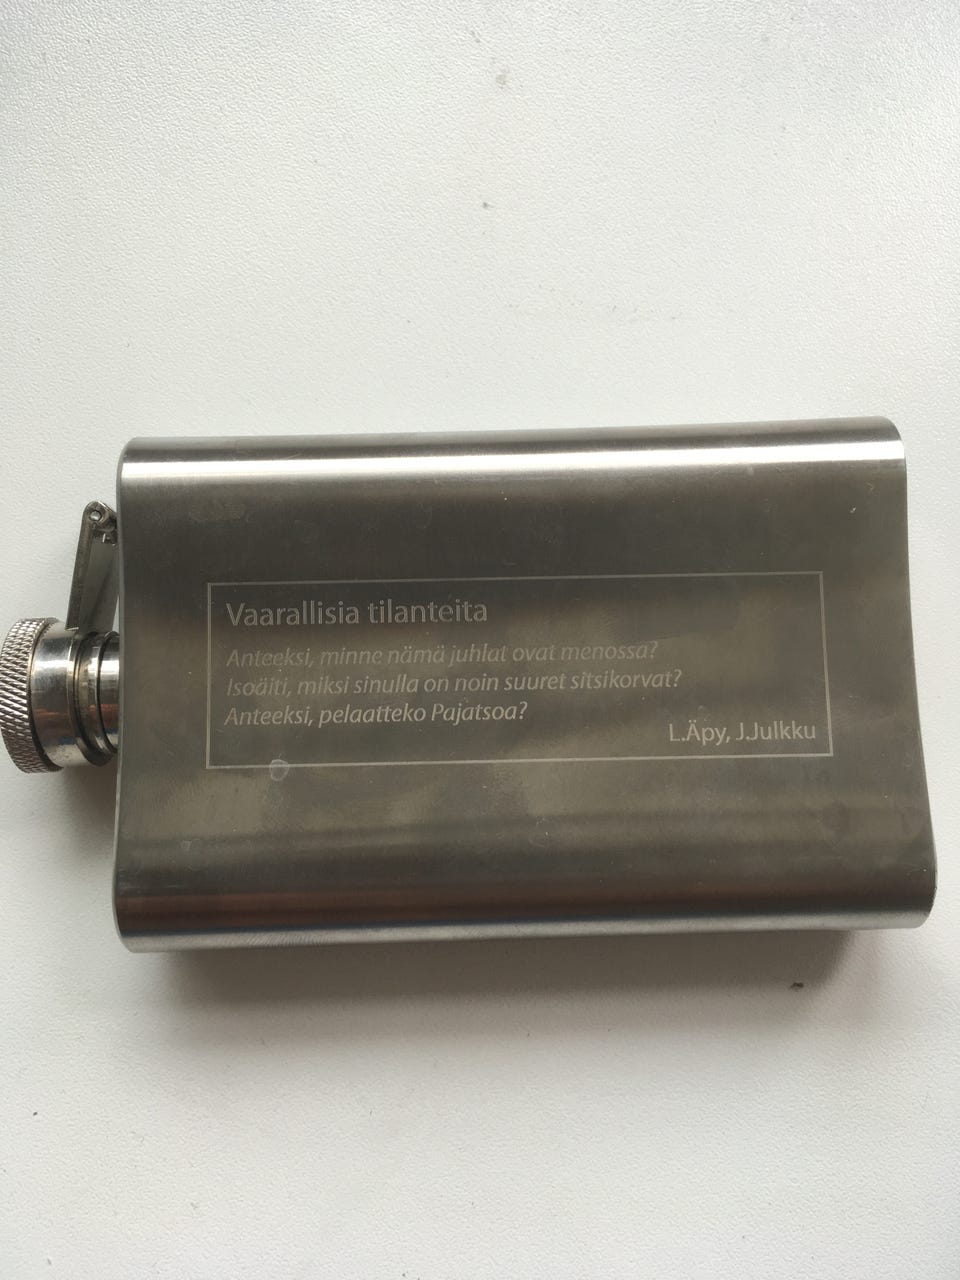 Vaarallisia tilanteita
Anteeksi, minne nämä juhlat ovat menossa?
Isoäiti, miksi sinulla on noin suuret sitsikorvat?
Anteeksi, pelaatteko Pajatsoa?
L.Äpy, J.Julkku